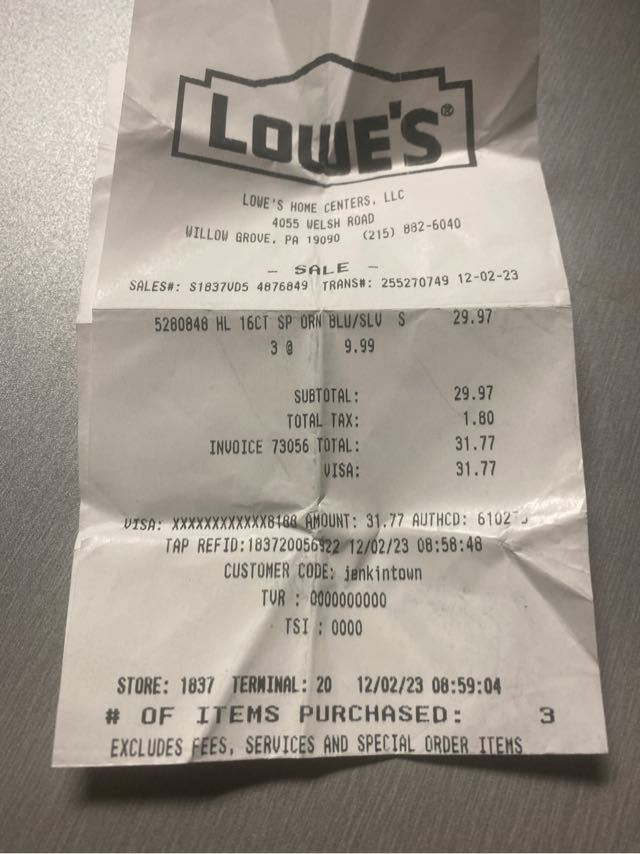 LOWE'S®
LOWE'S HOME CENTERS, LLC
4055 WELSH ROAD
WILLOW GROVE, PA 19090 (215) 882-6040
- SALE -
SALES#: S1837VD5 4876849 TRANS#: 255270749 12-02-23
5280848 HL 16CT SP ORN BLU/SLV S 29.97
3 @ 9.99
SUBTOTAL: 29.97
TOTAL TAX: 1.80
INVOICE 73056 TOTAL: 31.77
VISA: 31.77
VISA: XXXXXXXXXXXX8188 AMOUNT: 31.77 AUTHCD:
TAP REFID:183720056922 12/02/23 08:58:48
CUSTOMER CODE: jenkintown
TVR : 0000000000
TSI : 0000
STORE: 1837 TERMINAL: 20 12/02/23 08:59:04
# OF ITEMS PURCHASED: 3
EXCLUDES FEES, SERVICES AND SPECIAL ORDER ITEMS